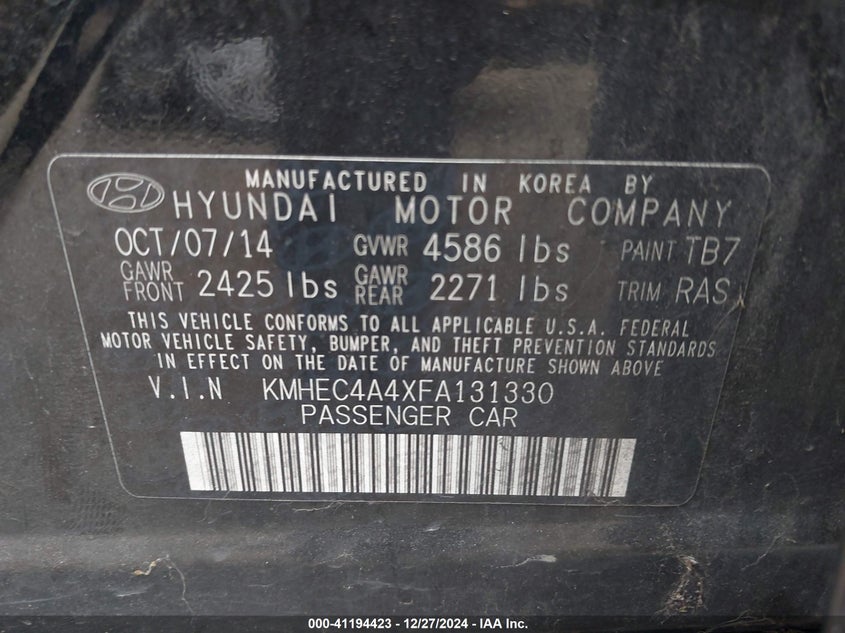 MANUFACTURED IN KOREA BY
HYUNDAI MOTOR COMPANY
OCT/07/14 GVWR 4586 lbs PAINT TB7
GAWR FRONT 2425 lbs GAWR REAR 2271 lbs TRIM RAS
THIS VEHICLE CONFORMS TO ALL APPLICABLE U.S.A. FEDERAL
MOTOR VEHICLE SAFETY, BUMPER, AND THEFT PREVENTION STANDARDS
IN EFFECT ON THE DATE OF MANUFACTURE SHOWN ABOVE
V.I.N KMHEC4A4XFA131330
PASSENGER CAR
000-41194423 - 12/27/2024 - IAA Inc.